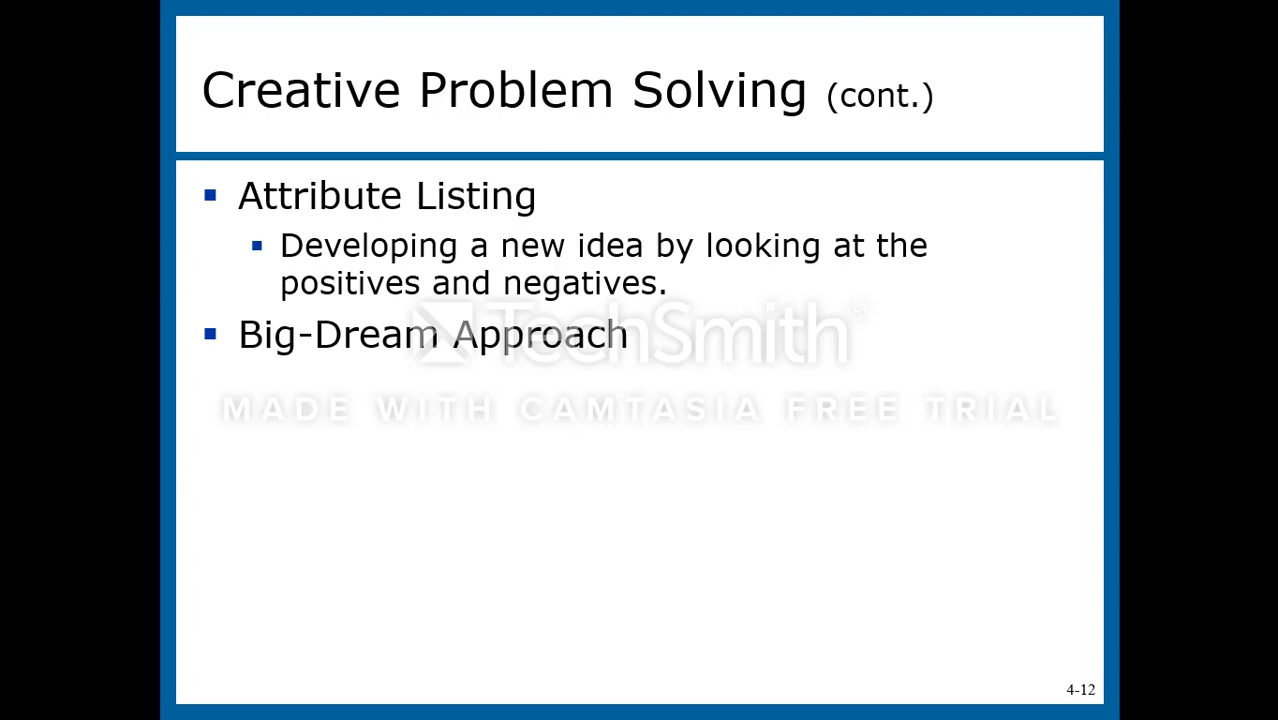 Creative Problem Solving (cont.)
▪ Attribute Listing
▪ Developing a new idea by looking at the
positives and negatives.
▪ Big-Dream Approach
TechSmith®
MADE WITH CAMTASIA FREE TRIAL
4-12